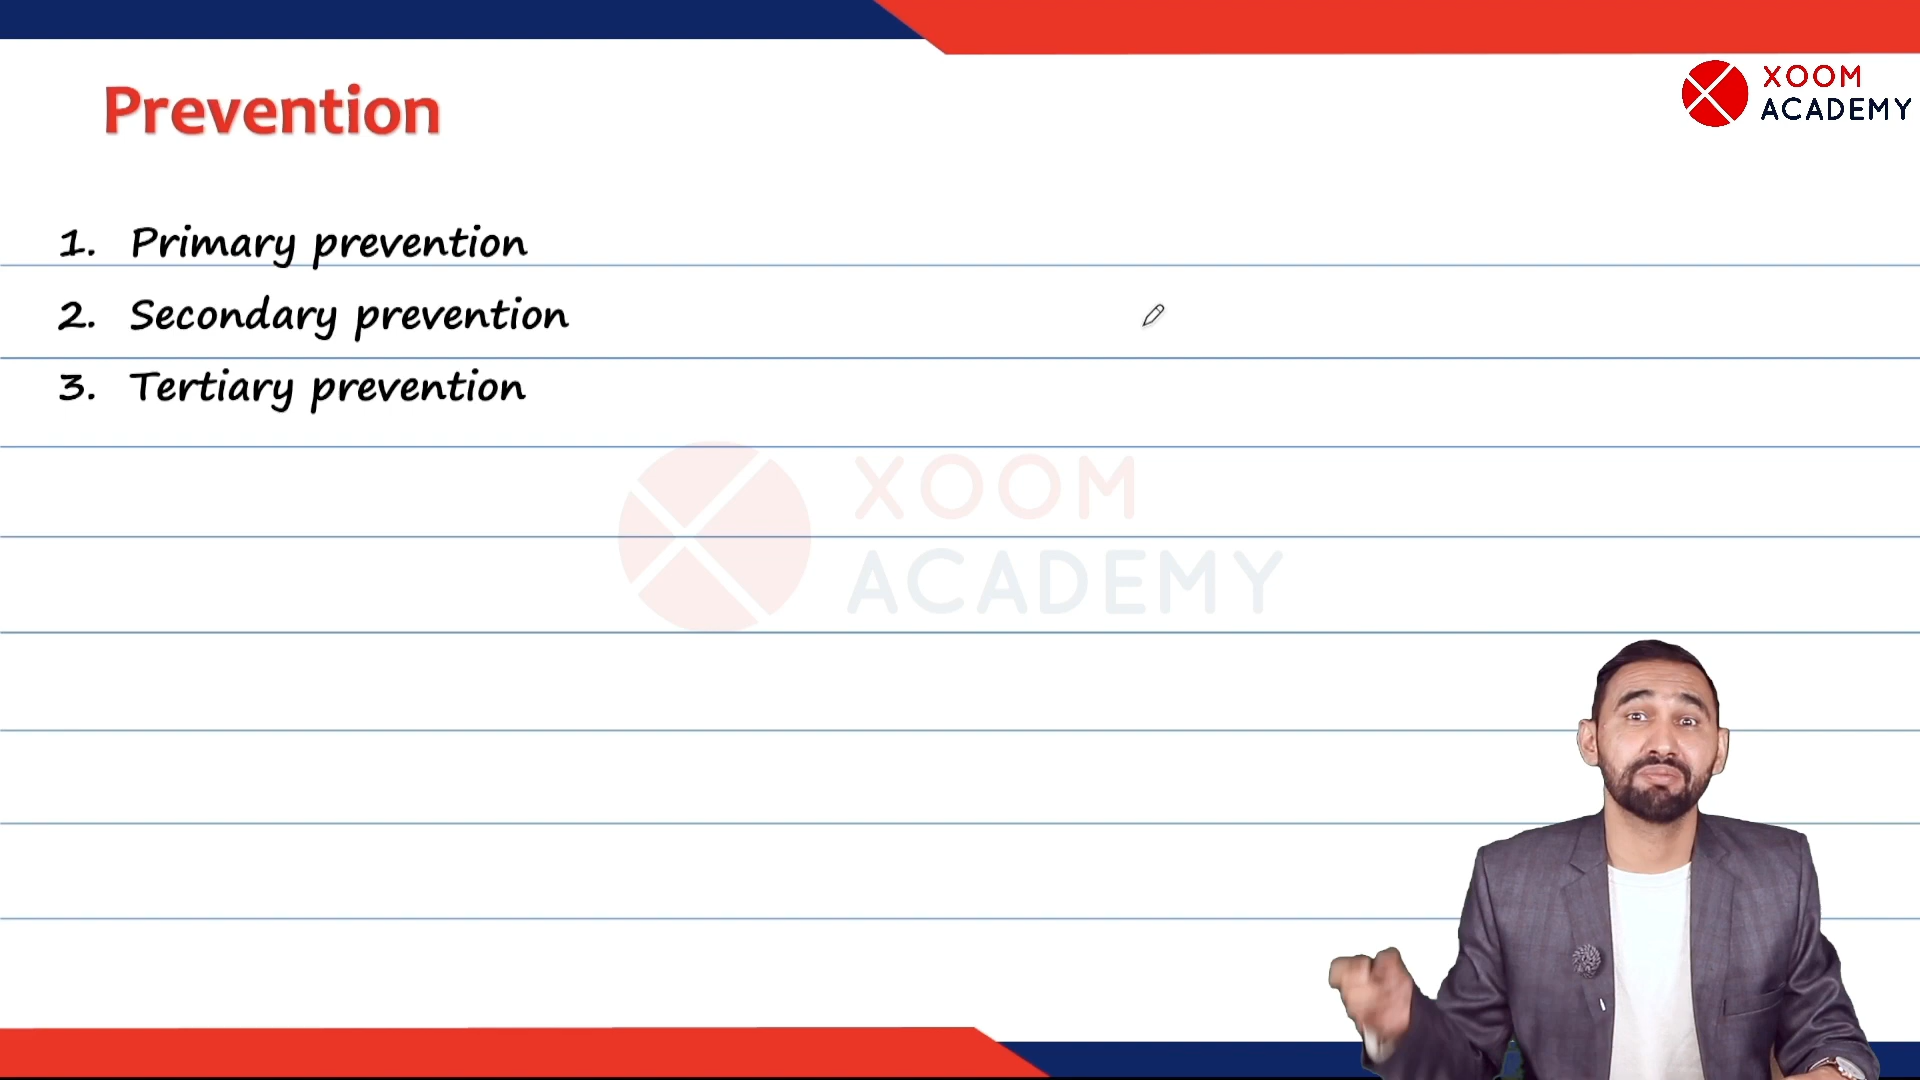 Prevention
XOOM
ACADEMY
1. Primary prevention
2. Secondary prevention
3. Tertiary prevention
XOOM
ACADEMY